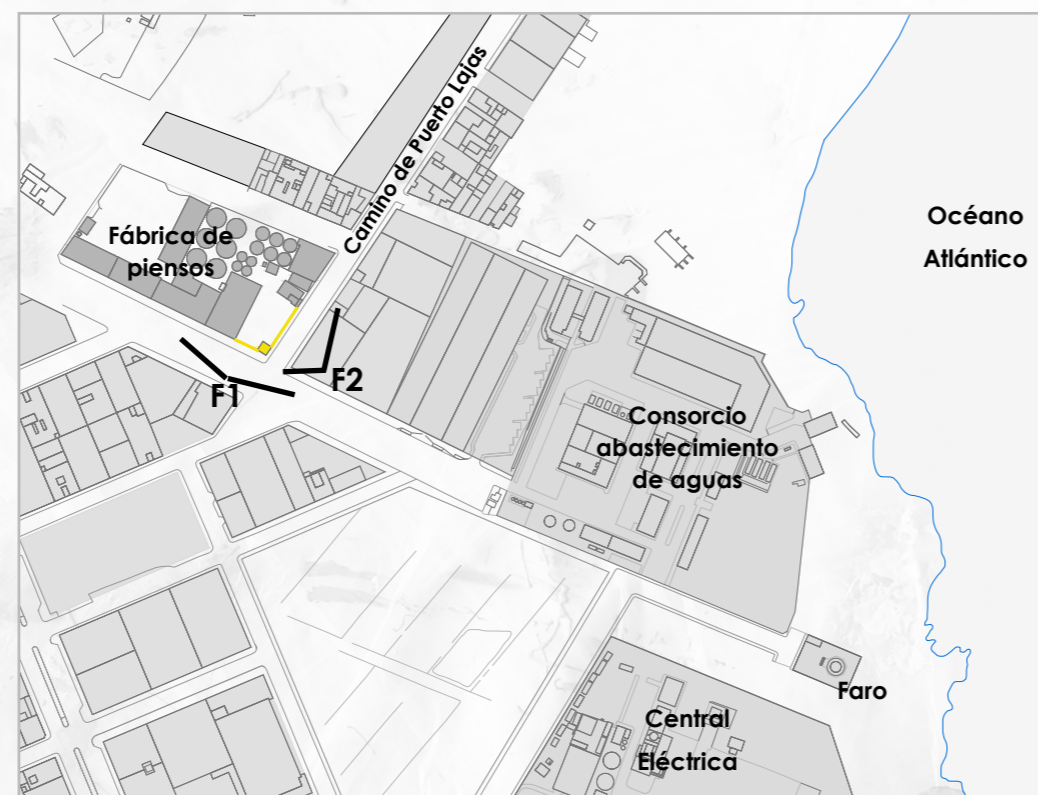 Camino de Puerto Lajas
Océano
Atlántico
Fábrica de
piensos
F1
F2
Consorcio
abastecimiento
de aguas
Faro
Central
Eléctrica